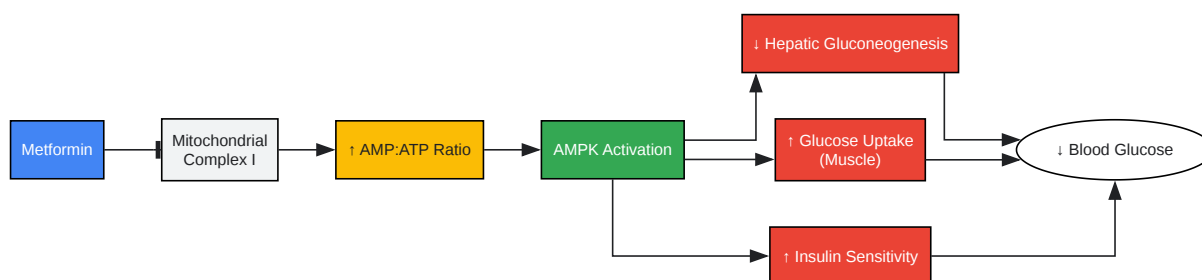 Metformin
Mitochondrial
Complex I
↑ AMP:ATP Ratio
AMPK Activation
↓ Hepatic Gluconeogenesis
↑ Glucose Uptake
(Muscle)
↑ Insulin Sensitivity
↓ Blood Glucose